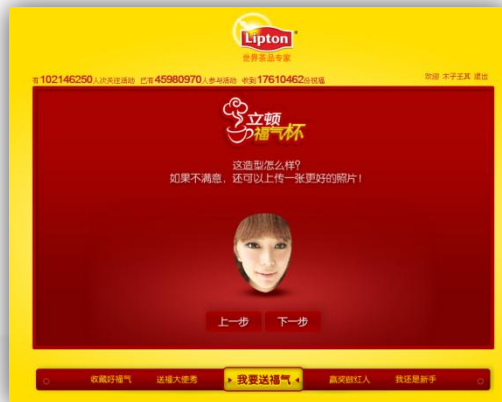 Lipton
世界茶品专家
有102146250人次关注活动 已有45980970人参与活动 收到17610462份祝福
欢迎 木子王其 退出
立顿
福气杯
这造型怎么样?
如果不满意，还可以上传一张更好的照片!
上一步 下一步
收藏好福气 送福大使秀 我要送福气 赢奖谢红人 我还是新手